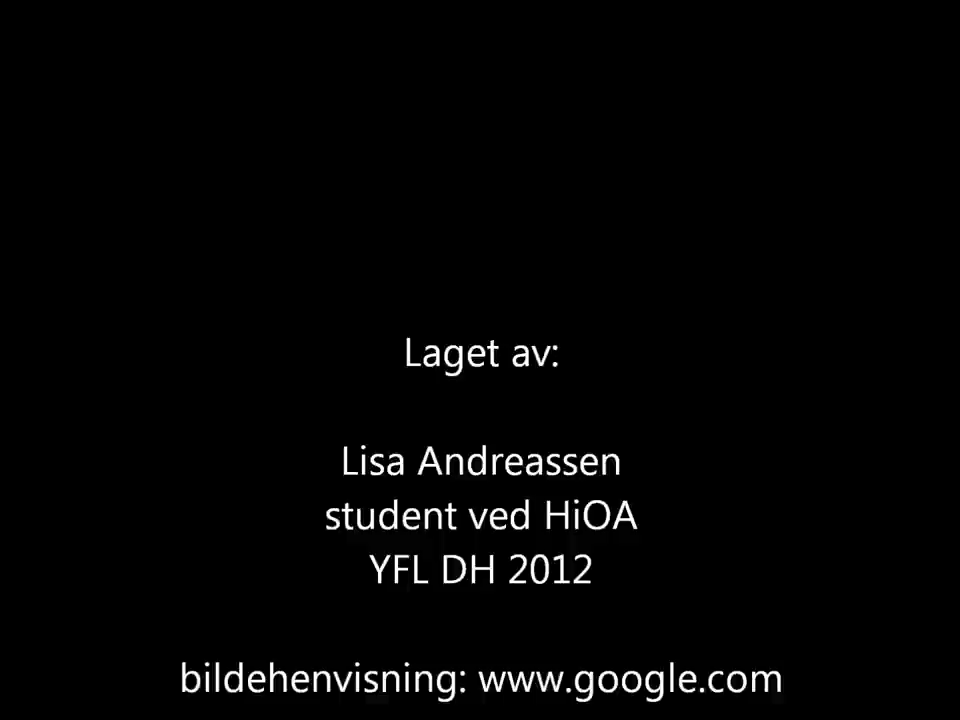 Laget av:
Lisa Andreassen
student ved HiOA
YFL DH 2012
bildehenvisning: www.google.com